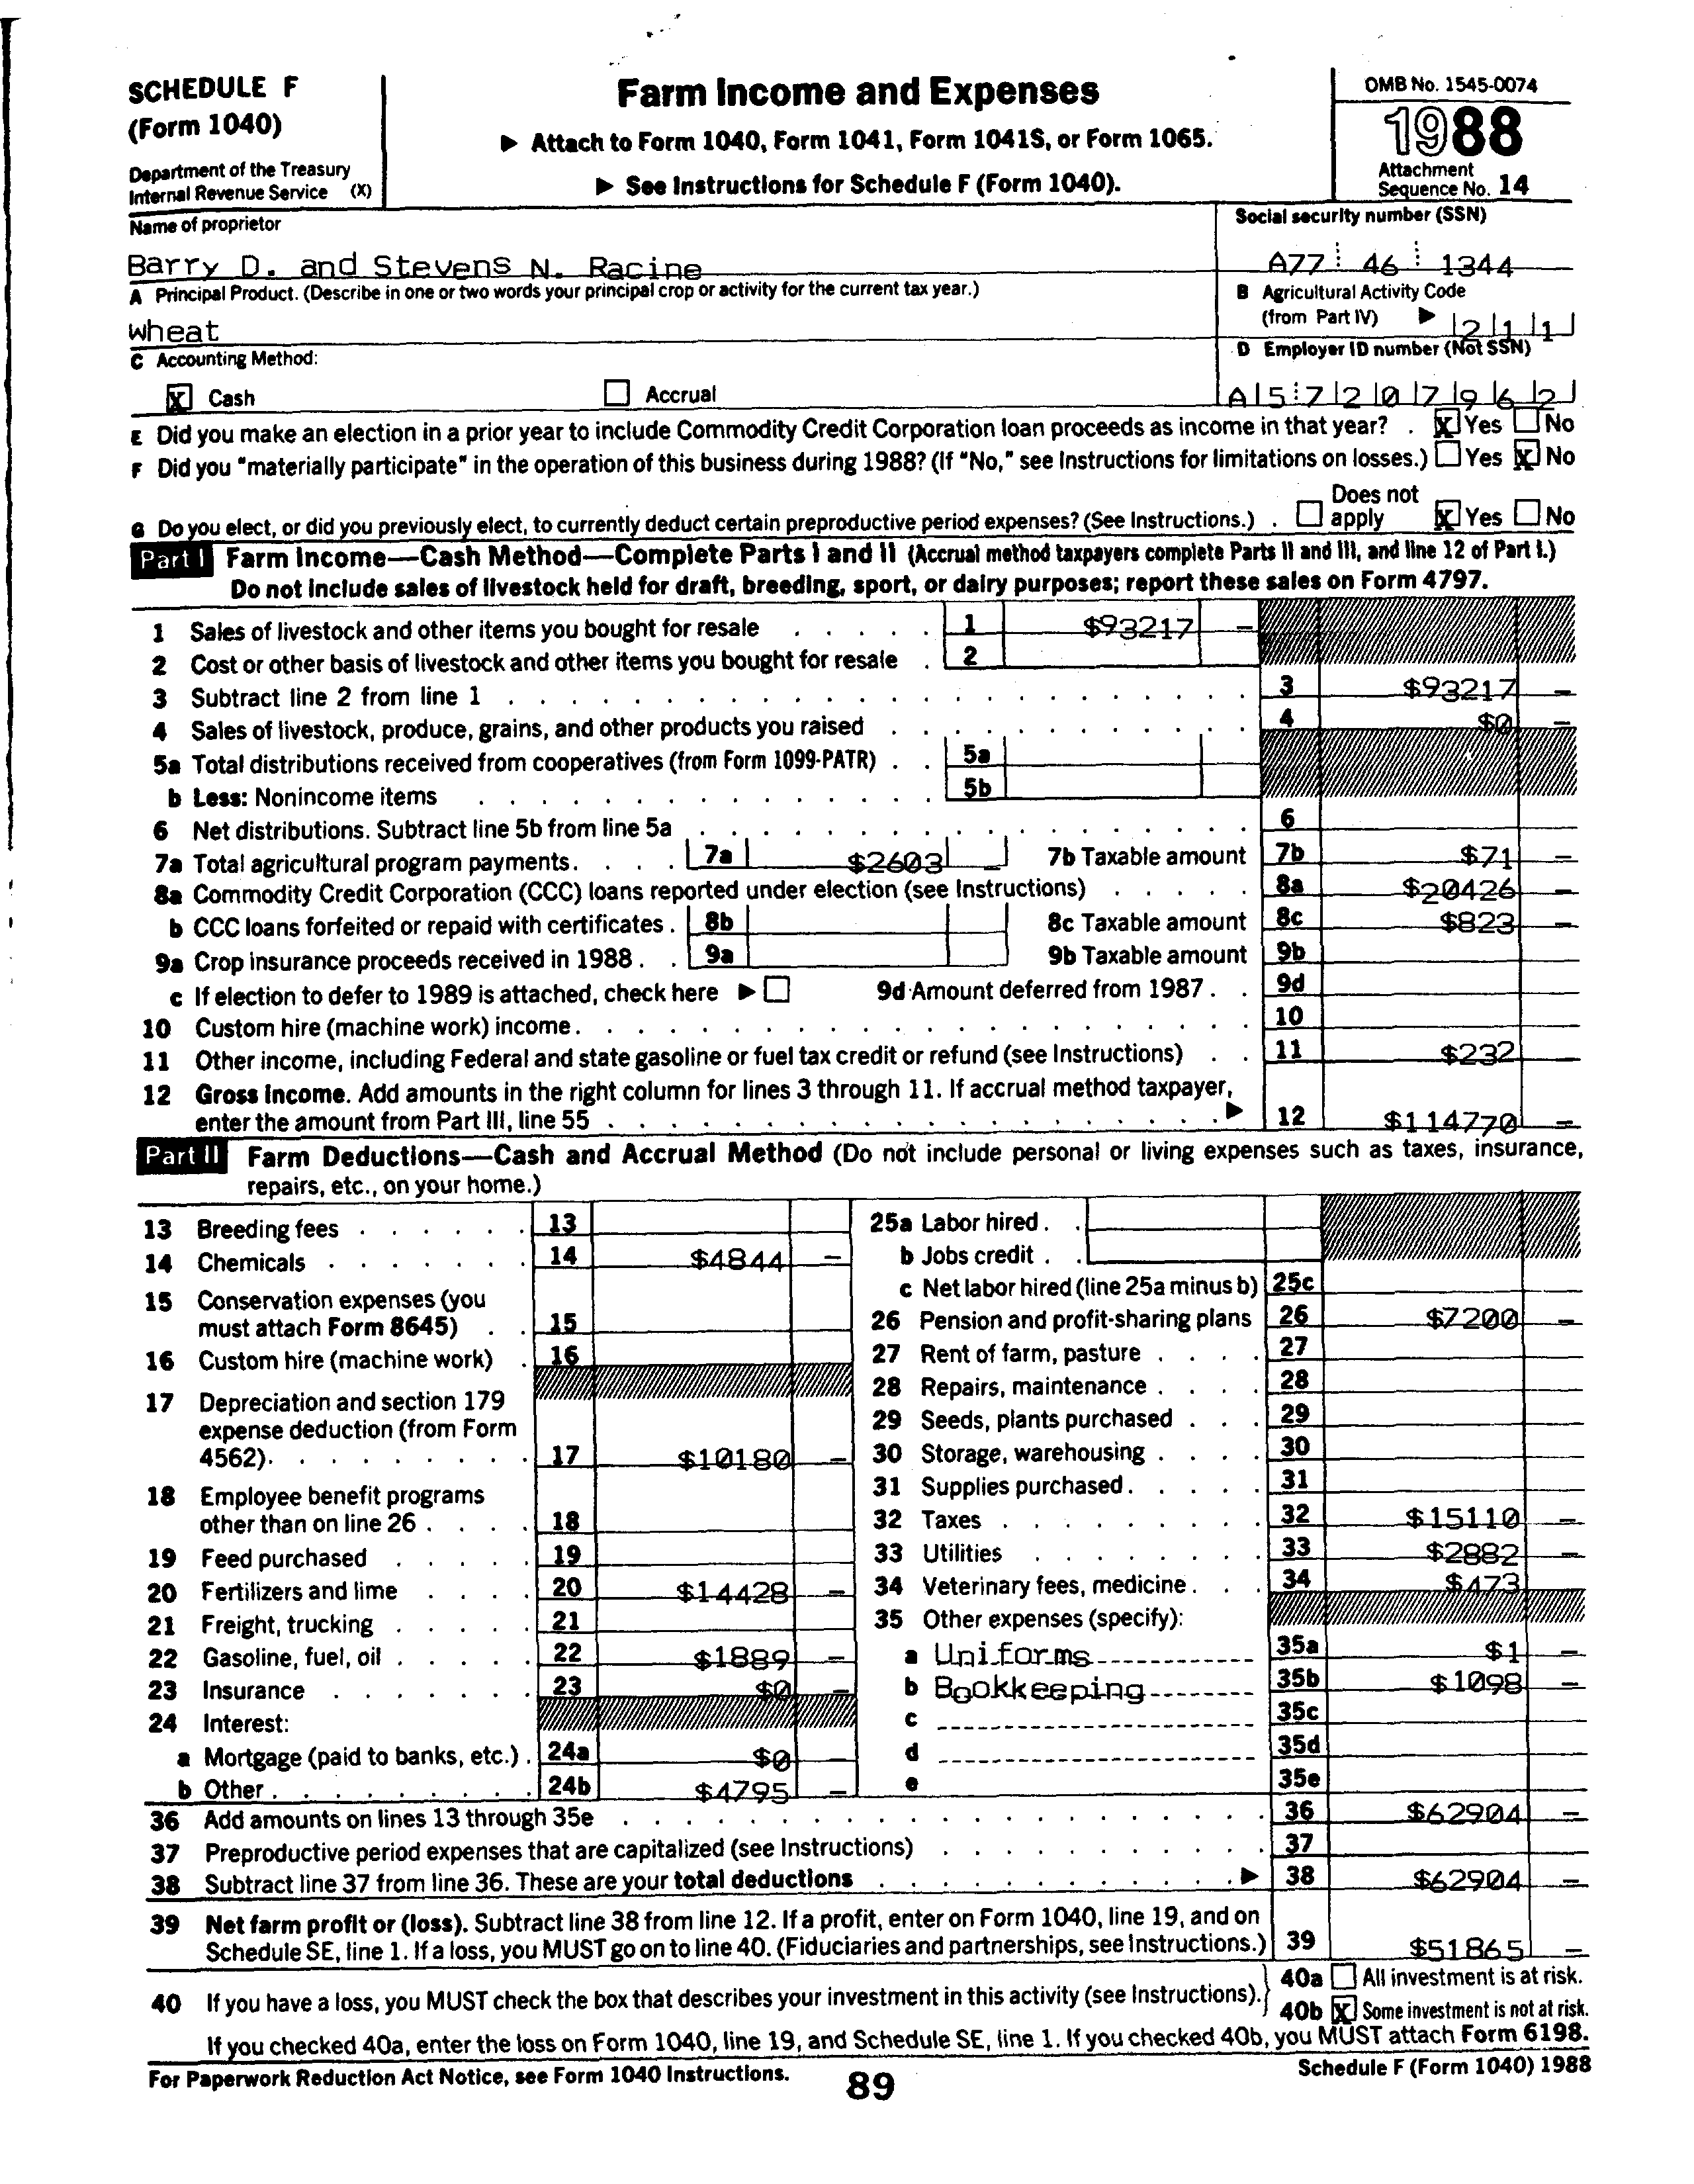 SCHEDULE F
(Form 1040)
Department of the Treasury
Internal Revenue Service (X)
Farm Income and Expenses
▶ Attach to Form 1040, Form 1041, Form 1041S, or Form 1065.
▶ See Instructions for Schedule F (Form 1040).
OMB No. 1545-0074
1988
Attachment
Sequence No. 14
Name of proprietor
Barry D. and Stevens N. Racine
Social security number (SSN)
A77 46 1344
A Principal Product. (Describe in one or two words your principal crop or activity for the current tax year.)
wheat
B Agricultural Activity Code
(from Part IV) ▶ 2 1 1
C Accounting Method:
X Cash Accrual
D Employer ID number (Not SSN)
A 5 7 2 0 7 9 6 2
E Did you make an election in a prior year to include Commodity Credit Corporation loan proceeds as income in that year? . X Yes No
F Did you "materially participate" in the operation of this business during 1988? (If "No," see Instructions for limitations on losses.) Yes X No
G Do you elect, or did you previously elect, to currently deduct certain preproductive period expenses? (See Instructions.) . Does not apply X Yes No
Part I Farm Income—Cash Method—Complete Parts I and II (Accrual method taxpayers complete Parts II and III, and line 12 of Part I.)
Do not include sales of livestock held for draft, breeding, sport, or dairy purposes; report these sales on Form 4797.
1 Sales of livestock and other items you bought for resale . . . . . 1 $93217 —
2 Cost or other basis of livestock and other items you bought for resale . 2
3 Subtract line 2 from line 1 . . . . . 3 $93217 —
4 Sales of livestock, produce, grains, and other products you raised . . . . . 4 $0 —
5a Total distributions received from cooperatives (from Form 1099-PATR) . . 5a
b Less: Nonincome items . . . . . 5b
6 Net distributions. Subtract line 5b from line 5a . . . . . 6
7a Total agricultural program payments. . . . . 7a $2603 — 7b Taxable amount 7b $71 —
8a Commodity Credit Corporation (CCC) loans reported under election (see Instructions) . . . . . 8a $20426 —
b CCC loans forfeited or repaid with certificates . 8b 8c Taxable amount 8c $823 —
9a Crop insurance proceeds received in 1988 . . 9a 9b Taxable amount 9b
c If election to defer to 1989 is attached, check here ▶ 9d Amount deferred from 1987 . . 9d
10 Custom hire (machine work) income . . . . . 10
11 Other income, including Federal and state gasoline or fuel tax credit or refund (see Instructions) . . 11 $232 —
12 Gross Income. Add amounts in the right column for lines 3 through 11. If accrual method taxpayer,
enter the amount from Part III, line 55 . . . . . ▶ 12 $114770 —
Part II Farm Deductions—Cash and Accrual Method (Do not include personal or living expenses such as taxes, insurance,
repairs, etc., on your home.)
13 Breeding fees . . . . . . 13
14 Chemicals . . . . . . . 14 $4844 —
15 Conservation expenses (you
must attach Form 8645) . . 15
16 Custom hire (machine work) . 16
17 Depreciation and section 179
expense deduction (from Form
4562). . . . . . . . . 17 $10180 —
18 Employee benefit programs
other than on line 26 . . . . 18
19 Feed purchased . . . . . 19
20 Fertilizers and lime . . . . 20 $14428 —
21 Freight, trucking . . . . . 21
22 Gasoline, fuel, oil . . . . . 22 $1889 —
23 Insurance . . . . . . . 23 $0 —
24 Interest:
a Mortgage (paid to banks, etc.) . 24a $0 —
b Other . . . . . . . . . 24b $4795 —
25a Labor hired . .
b Jobs credit . .
c Net labor hired (line 25a minus b) 25c
26 Pension and profit-sharing plans 26 $7200 —
27 Rent of farm, pasture . . . . 27
28 Repairs, maintenance . . . . 28
29 Seeds, plants purchased . . . 29
30 Storage, warehousing . . . . 30
31 Supplies purchased . . . . . 31
32 Taxes . . . . . . . . . 32 $15110 —
33 Utilities . . . . . . . . 33 $2882 —
34 Veterinary fees, medicine . . . 34 $473
35 Other expenses (specify):
a Uniforms 35a $1 —
b Bookkeeping 35b $1098 —
c 35c
d 35d
e 35e
36 Add amounts on lines 13 through 35e . . . . . 36 $62904 —
37 Preproductive period expenses that are capitalized (see Instructions) . . . . . 37
38 Subtract line 37 from line 36. These are your total deductions . . . . . ▶ 38 $62904 —
39 Net farm profit or (loss). Subtract line 38 from line 12. If a profit, enter on Form 1040, line 19, and on
Schedule SE, line 1. If a loss, you MUST go on to line 40. (Fiduciaries and partnerships, see Instructions.) 39 $51865 —
40 If you have a loss, you MUST check the box that describes your investment in this activity (see Instructions).
40a All investment is at risk.
40b X Some investment is not at risk.
If you checked 40a, enter the loss on Form 1040, line 19, and Schedule SE, line 1. If you checked 40b, you MUST attach Form 6198.
For Paperwork Reduction Act Notice, see Form 1040 Instructions.
89
Schedule F (Form 1040) 1988